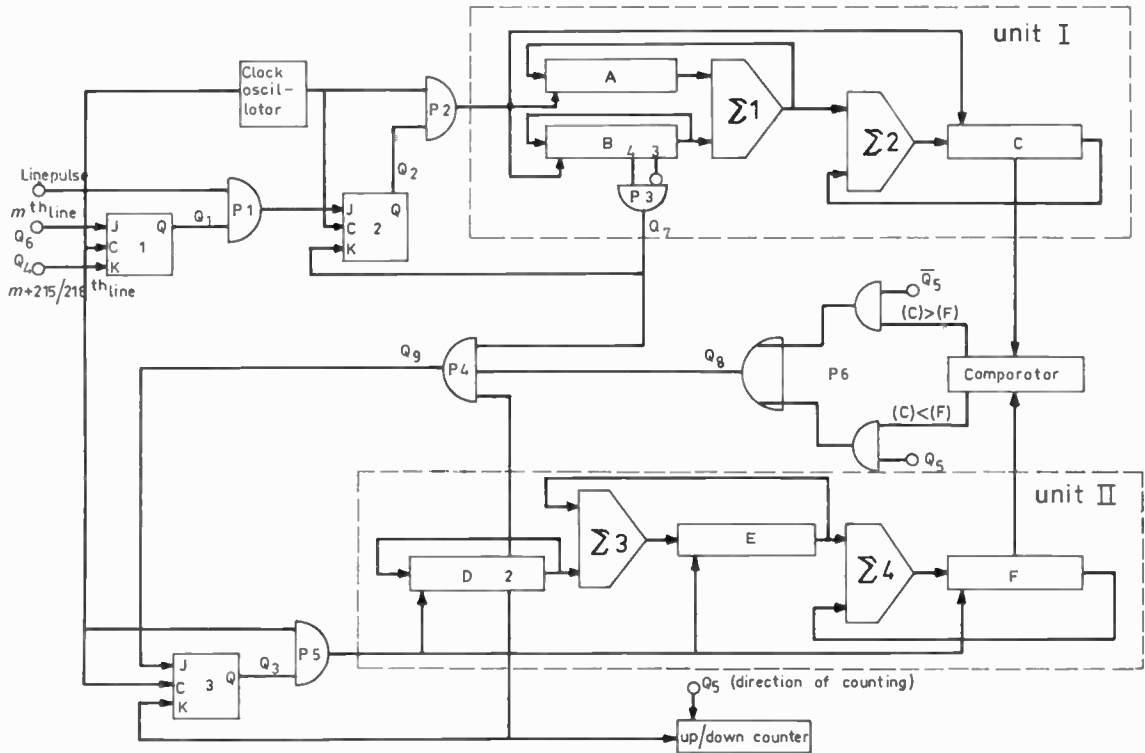 unit I
Clock
oscil-
lotor
P2
A
B
4 3
P3
Σ1
Σ2
C
Linepulse
m th line
Q6
Q4
m+215/218 th line
J
C
K
Q
1
Q1
P1
J
C
K
Q
2
Q2
Q7
Q̅5
(C)>(F)
Q9
P4
Q8
P6
Comparator
(C)<(F)
Q5
unit II
D 2
Σ3
E
Σ4
F
J
C
K
Q
3
Q3
P5
Q5 (direction of counting)
up/down counter